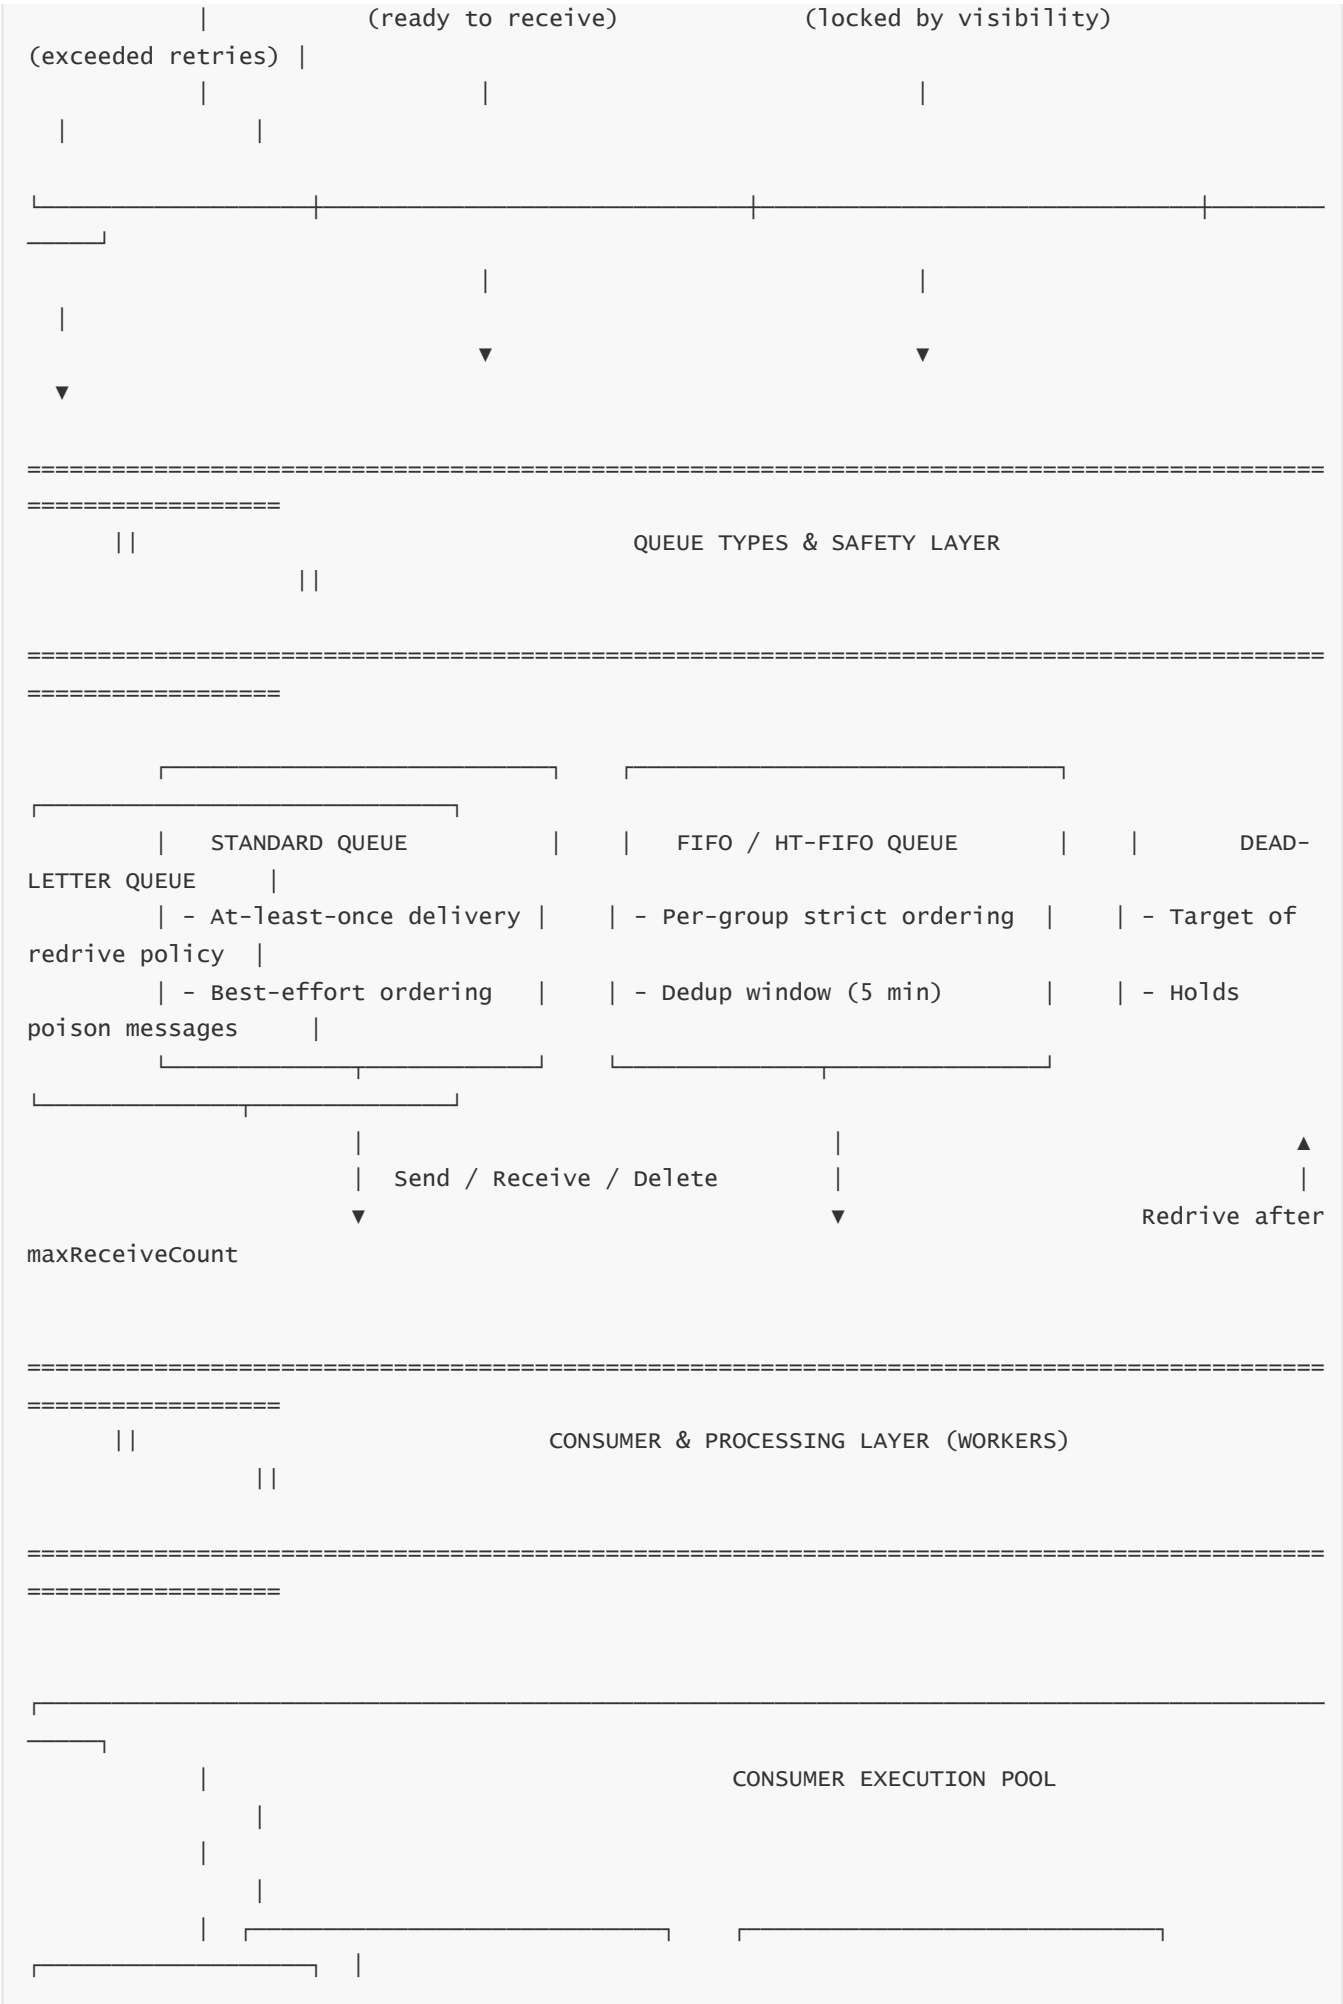 | (ready to receive) (locked by visibility)
(exceeded retries) |
| | |
| |
└───────────────────┼──────────────────────────────┼───────────────────────────────┼────────
─────┘
| |
|
▼ ▼
▼
============================================================================================
==================
|| QUEUE TYPES & SAFETY LAYER
||
============================================================================================
==================
┌───────────────────────────┐ ┌──────────────────────────────┐
┌─────────────────────────────┐
| STANDARD QUEUE | | FIFO / HT-FIFO QUEUE | | DEAD-
LETTER QUEUE |
| - At-least-once delivery | | - Per-group strict ordering | | - Target of
redrive policy |
| - Best-effort ordering | | - Dedup window (5 min) | | - Holds
poison messages |
└─────────────┬────────────┘ └──────────────┬───────────────┘
└──────────────┬──────────────┘
| | ▲
| Send / Receive / Delete | |
▼ ▼ Redrive after
maxReceiveCount
============================================================================================
==================
|| CONSUMER & PROCESSING LAYER (WORKERS)
||
============================================================================================
==================
┌───────────────────────────────────────────────────────────────────────────────────────────
─────┐
| CONSUMER EXECUTION POOL
|
|
|
| ┌─────────────────────────────┐ ┌─────────────────────────────┐
┌───────────────────┐ |